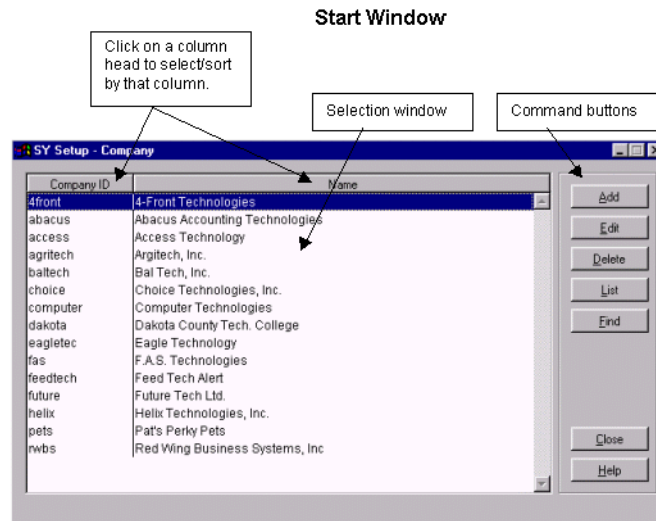 Start Window
Click on a column
head to select/sort
by that column.
Selection window
Command buttons
SY Setup - Company
Company ID Name
4front 4-Front Technologies
abacus Abacus Accounting Technologies
access Access Technology
agritech Argitech, Inc.
baltech Bal Tech, Inc.
choice Choice Technologies, Inc.
computer Computer Technologies
dakota Dakota County Tech. College
eagletec Eagle Technology
fas F.A.S. Technologies
feedtech Feed Tech Alert
future Future Tech Ltd.
helix Helix Technologies, Inc.
pets Pat's Perky Pets
rwbs Red Wing Business Systems, Inc
Add
Edit
Delete
List
Find
Close
Help